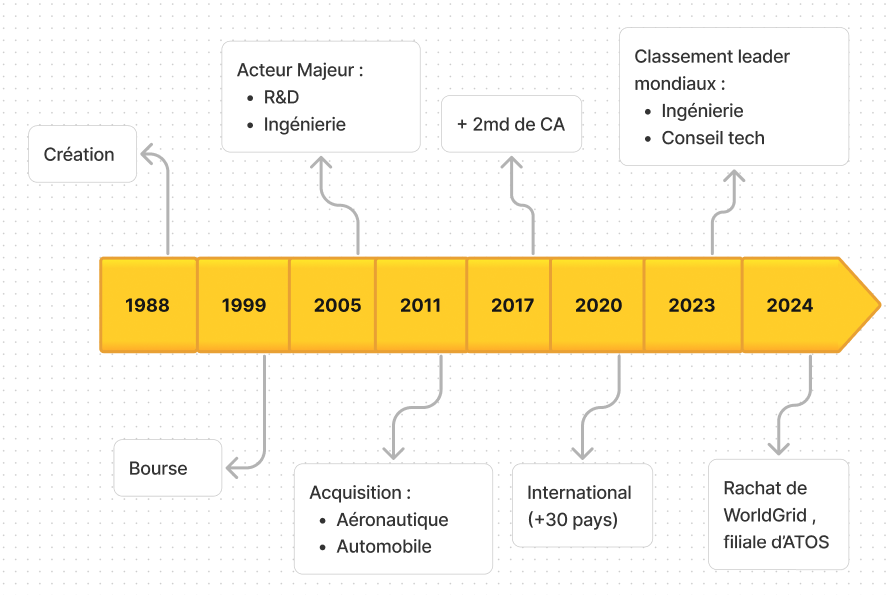 Création
Acteur Majeur :
• R&D
• Ingénierie
+ 2md de CA
Classement leader
mondiaux :
• Ingénierie
• Conseil tech
1988
1999
2005
2011
2017
2020
2023
2024
Bourse
Acquisition :
• Aéronautique
• Automobile
International
(+30 pays)
Rachat de
WorldGrid ,
filiale d’ATOS